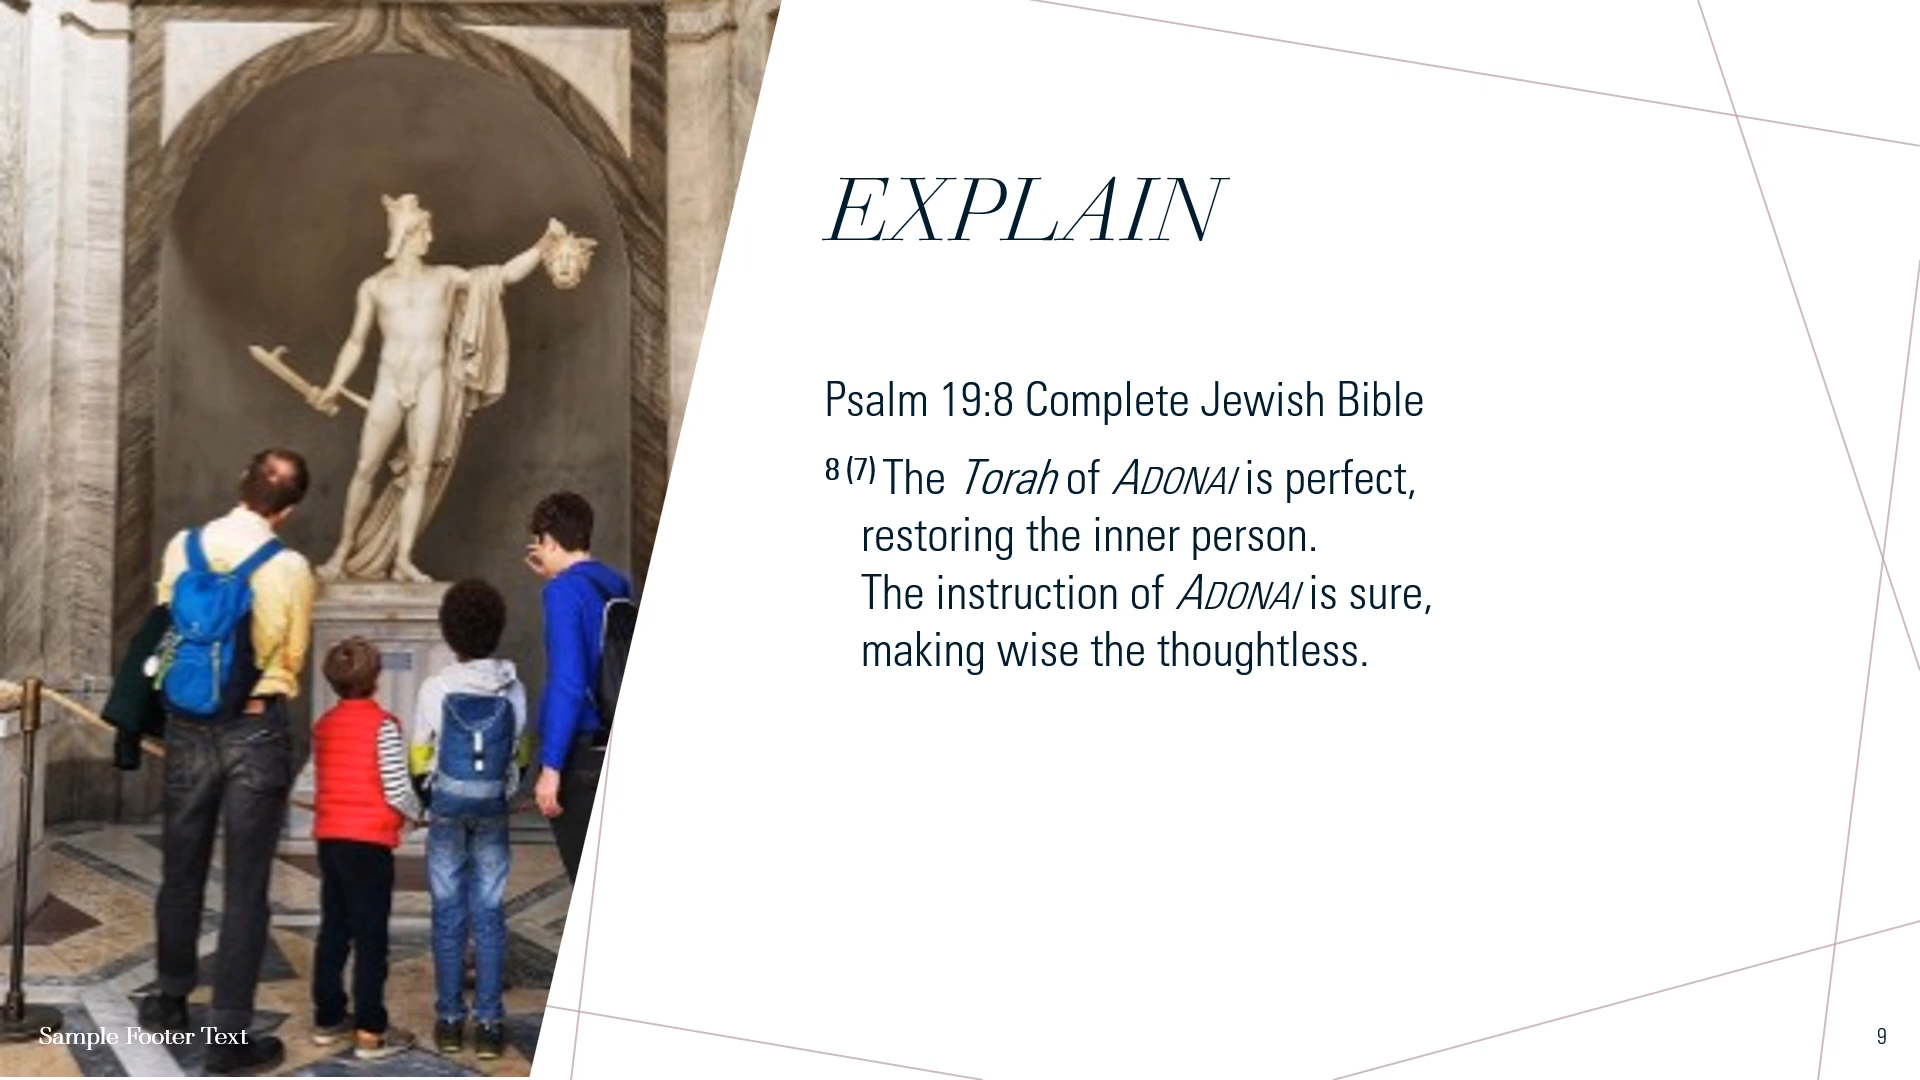 EXPLAIN
Psalm 19:8 Complete Jewish Bible
8 (7) The Torah of ADONAI is perfect,
restoring the inner person.
The instruction of ADONAI is sure,
making wise the thoughtless.
Sample Footer Text
9